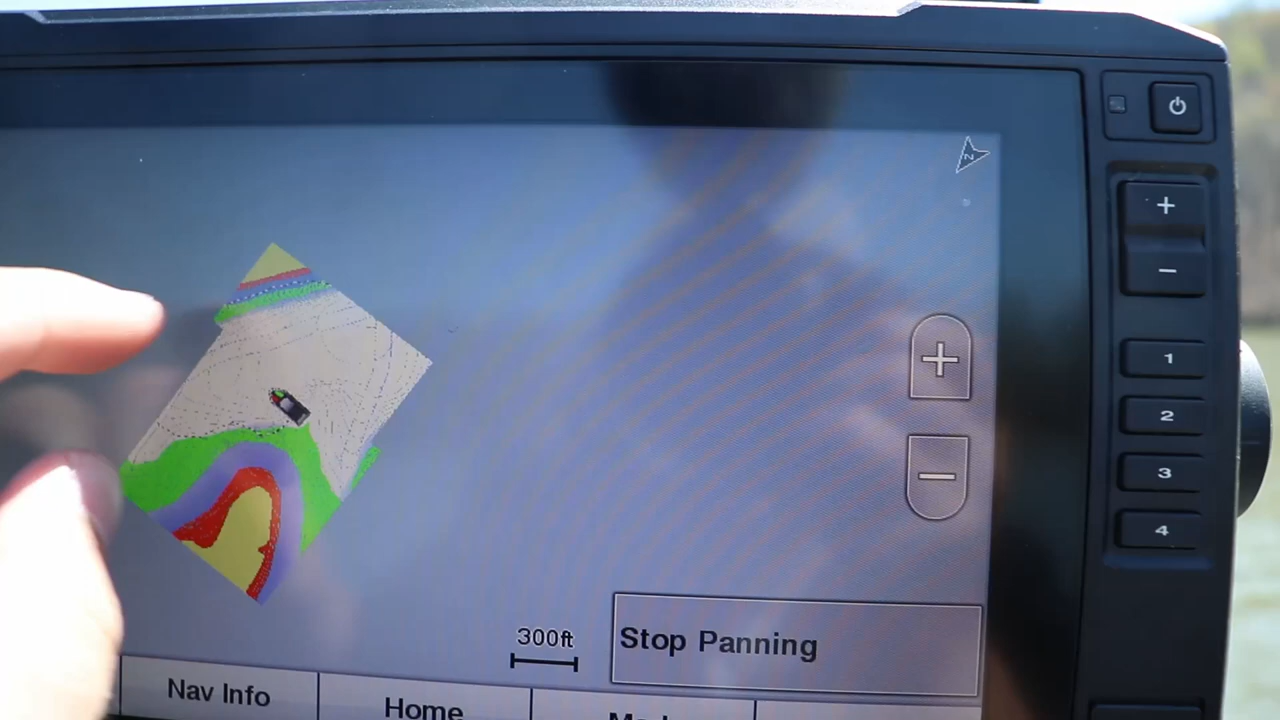 N
+
−
1
2
3
4
+
−
300ft
Stop Panning
Nav Info
Home